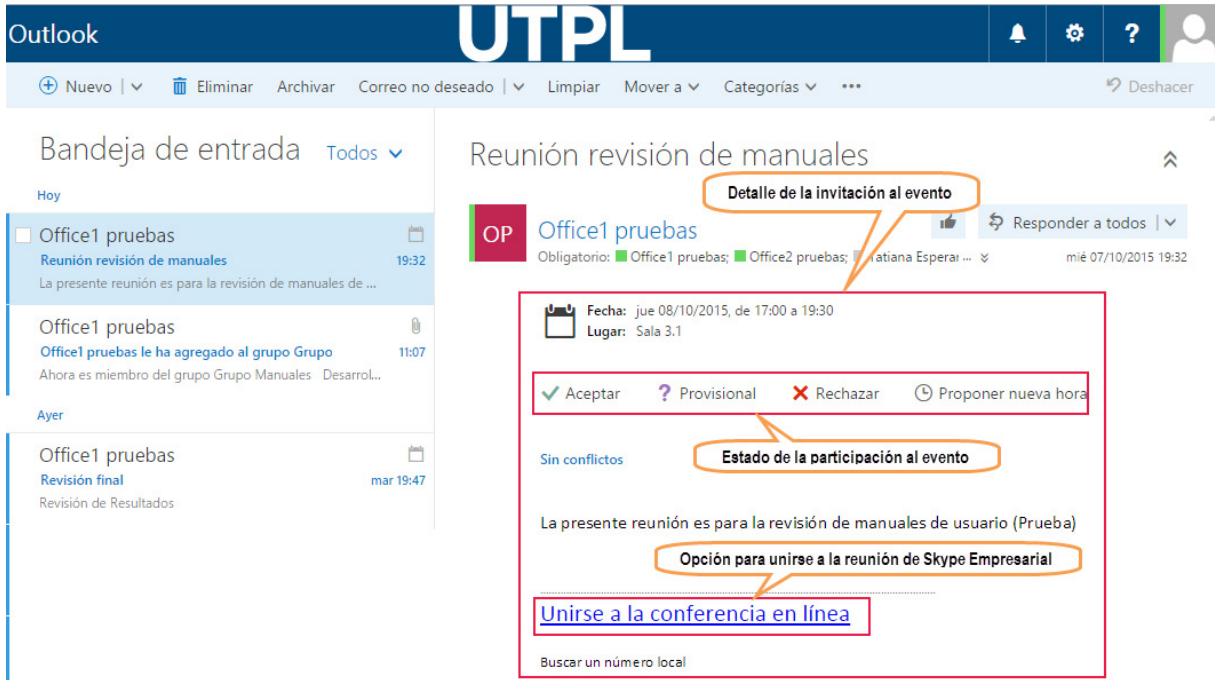 Outlook
UTPL
?
Nuevo
Eliminar
Archivar
Correo no deseado
Limpiar
Mover a
Categorías
•••
Deshacer
Bandeja de entrada Todos
Hoy
Office1 pruebas
Reunión revisión de manuales 19:32
La presente reunión es para la revisión de manuales de ...
Office1 pruebas
Office1 pruebas le ha agregado al grupo Grupo 11:07
Ahora es miembro del grupo Grupo Manuales Desarrol...
Ayer
Office1 pruebas
Revisión final mar 19:47
Revisión de Resultados
Reunión revisión de manuales
Detalle de la invitación al evento
OP
Office1 pruebas
Responder a todos
Obligatorio: Office1 pruebas; Office2 pruebas; Tatiana Esperar ... mié 07/10/2015 19:32
Fecha: jue 08/10/2015, de 17:00 a 19:30
Lugar: Sala 3.1
Aceptar ? Provisional Rechazar Proponer nueva hora
Estado de la participación al evento
Sin conflictos
La presente reunión es para la revisión de manuales de usuario (Prueba)
Opción para unirse a la reunión de Skype Empresarial
Unirse a la conferencia en línea
Buscar un número local